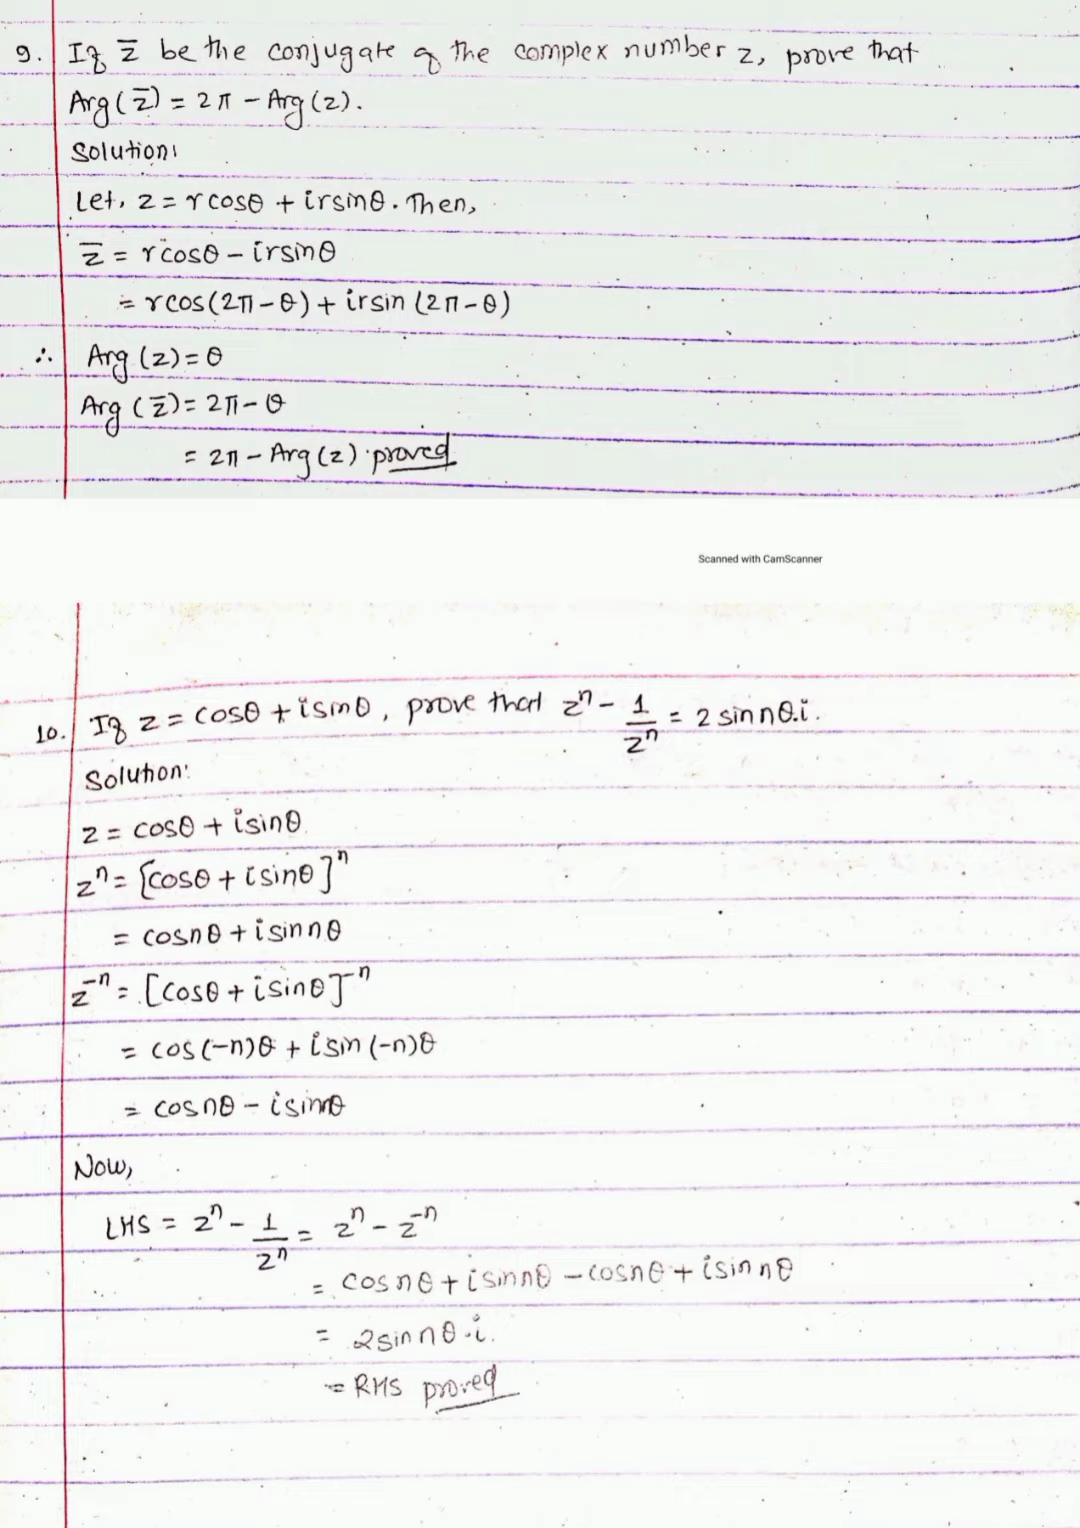 9. If z̅ be the conjugate of the complex number z, prove that
Arg(z̅) = 2π - Arg(z).
Solution:
Let, z = rcosθ + irsinθ. Then,
z̅ = rcosθ - irsinθ
= rcos(2π-θ) + irsin(2π-θ)
∴ Arg(z) = θ
Arg(z̅) = 2π - θ
= 2π - Arg(z) proved
Scanned with CamScanner
10. If z = cosθ + isinθ, prove that zⁿ - 1/zⁿ = 2 sin nθ.i.
Solution:
z = cosθ + isinθ
zⁿ = [cosθ + isinθ]ⁿ
= cosnθ + isinnθ
z⁻ⁿ = [cosθ + isinθ]⁻ⁿ
= cos(-n)θ + isin(-n)θ
= cosnθ - isinnθ
Now,
LHS = zⁿ - 1/zⁿ = zⁿ - z⁻ⁿ
= cosnθ + isinnθ - cosnθ + isinnθ
= 2sinnθ.i.
= RHS proved